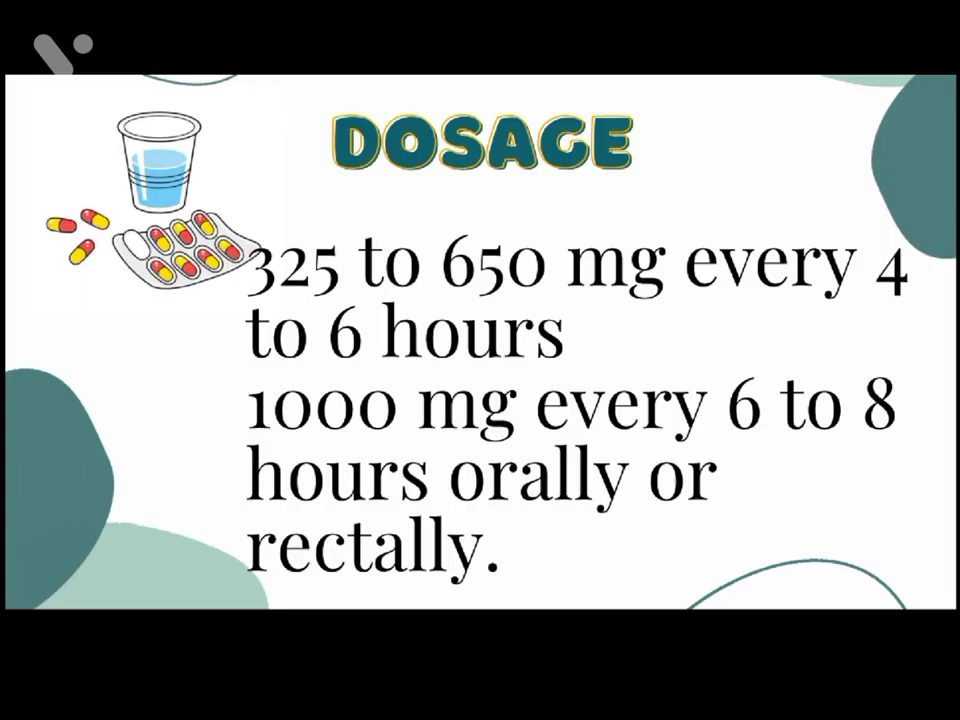 DOSAGE
325 to 650 mg every 4
to 6 hours
1000 mg every 6 to 8
hours orally or
rectally.